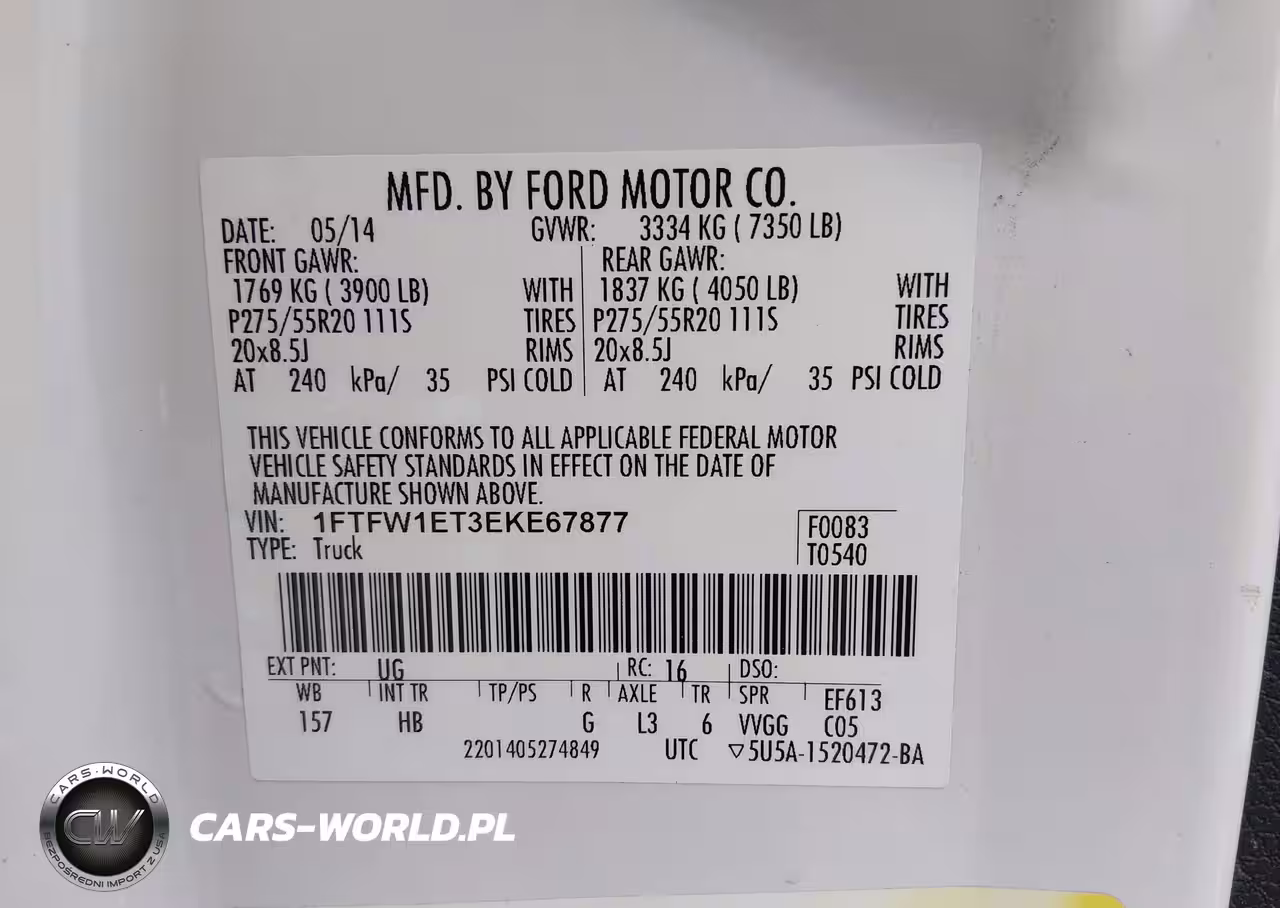 MFD. BY FORD MOTOR CO.
DATE: 05/14 GVWR: 3334 KG ( 7350 LB)
FRONT GAWR: REAR GAWR:
1769 KG ( 3900 LB) WITH 1837 KG ( 4050 LB) WITH
P275/55R20 111S TIRES P275/55R20 111S TIRES
20x8.5J RIMS 20x8.5J RIMS
AT 240 kPa/ 35 PSI COLD AT 240 kPa/ 35 PSI COLD
THIS VEHICLE CONFORMS TO ALL APPLICABLE FEDERAL MOTOR
VEHICLE SAFETY STANDARDS IN EFFECT ON THE DATE OF
MANUFACTURE SHOWN ABOVE.
VIN: 1FTFW1ET3EKE67877 F0083
TYPE: Truck T0540
EXT PNT: UG RC: 16 DSO:
WB INT TR TP/PS R AXLE TR SPR EF613
157 HB G L3 6 VVGG C05
2201405274849 UTC ▽5U5A-1520472-BA
CARS-WORLD
CW
BEZPOŚREDNI IMPORT Z USA
CARS-WORLD.PL